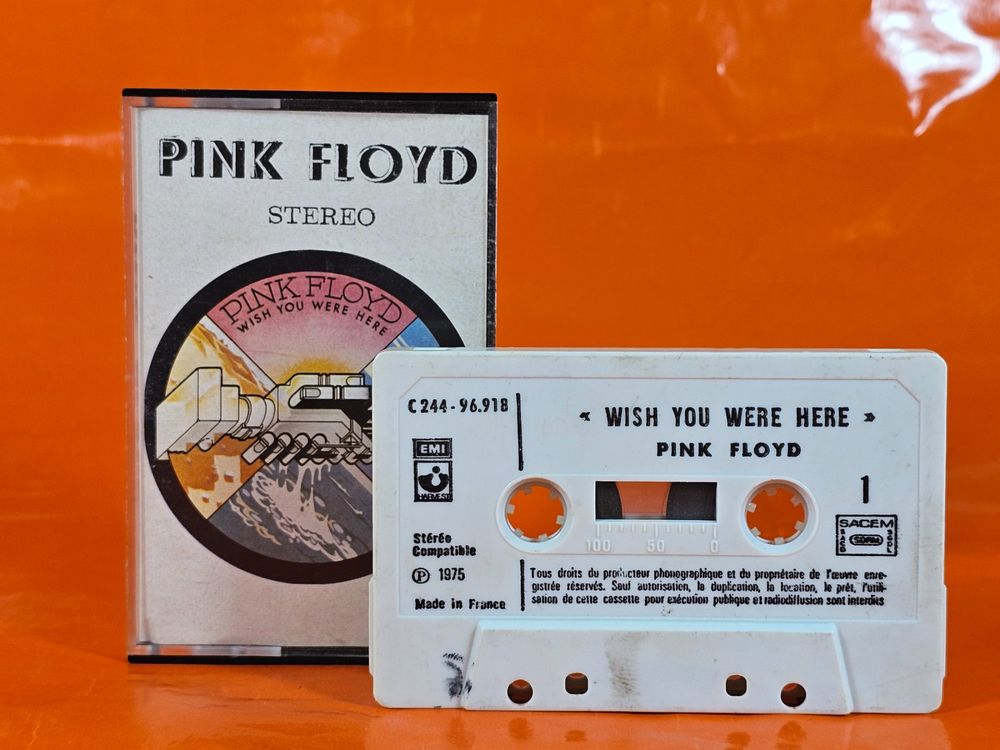 PINK FLOYD
STEREO
PINK FLOYD
WISH YOU WERE HERE
C 244 - 96.918
« WISH YOU WERE HERE »
PINK FLOYD
EMI
HARVEST
1
SACEM
SACD
SDRM
SGDL
100 50 0
Stéréo
Compatible
℗ 1975
Made in France
Tous droits du producteur phonographique et du propriétaire de l'œuvre enre-
gistrée réservés. Sauf autorisation, la duplication, la location, le prêt, l'utili-
sation de cette cassette pour exécution publique et radiodiffusion sont interdits